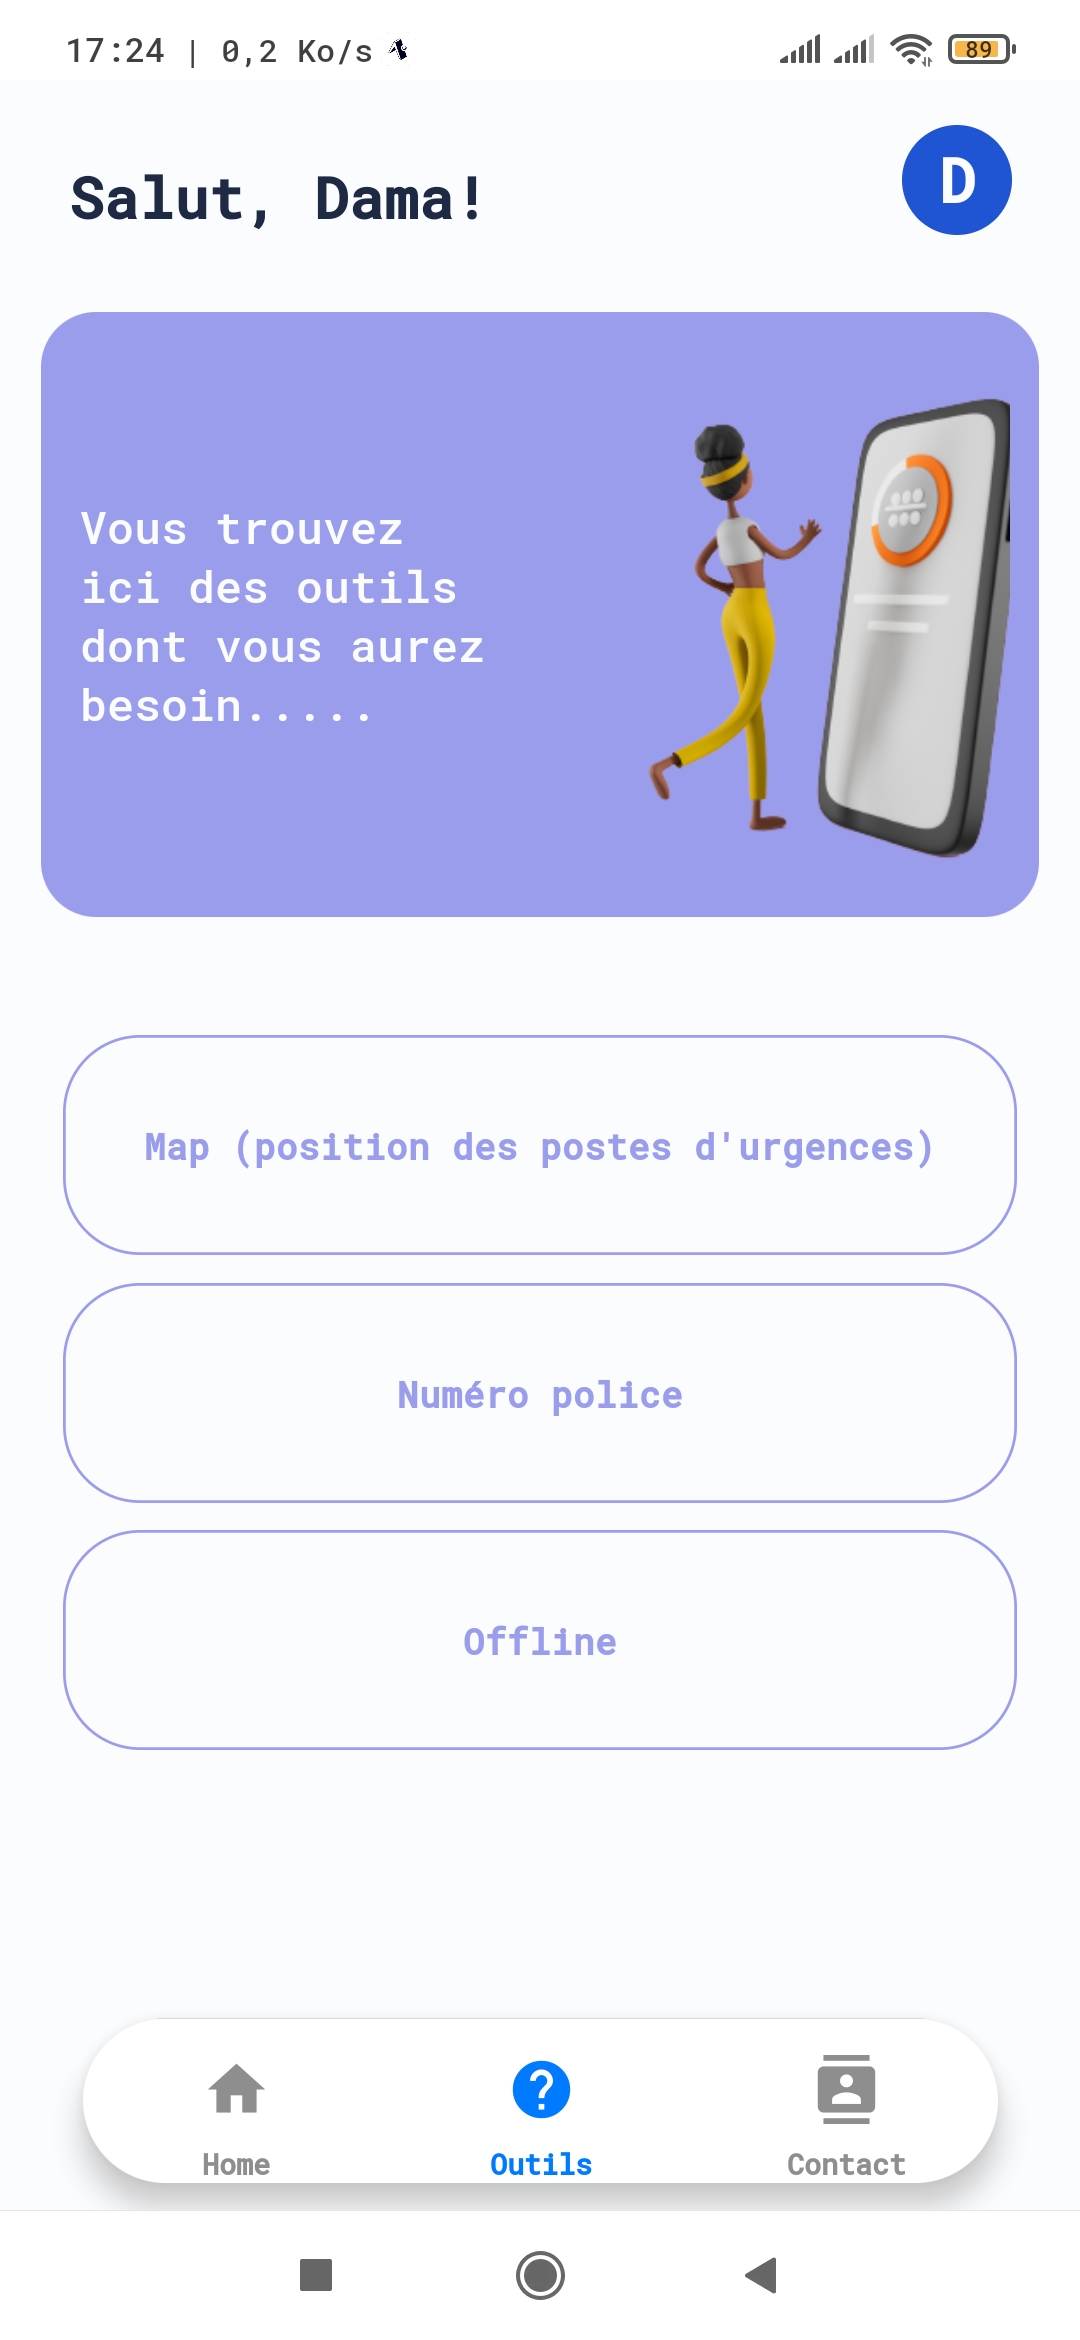 17:24 | 0,2 Ko/s
89
Salut, Dama!
D
Vous trouvez
ici des outils
dont vous aurez
besoin.....
Map (position des postes d'urgences)
Numéro police
Offline
Home
Outils
Contact